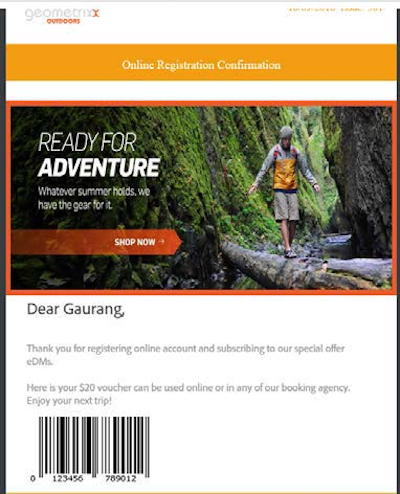 geometrixx
OUTDOORS
Online Registration Confirmation
READY FOR
ADVENTURE
Whatever summer holds, we
have the gear for it.
SHOP NOW →
Dear Gaurang,
Thank you for registering online account and subscribing to our special offer
eDMs.
Here is your $20 voucher can be used online or in any of our booking agency.
Enjoy your next trip!
0 123456 789012